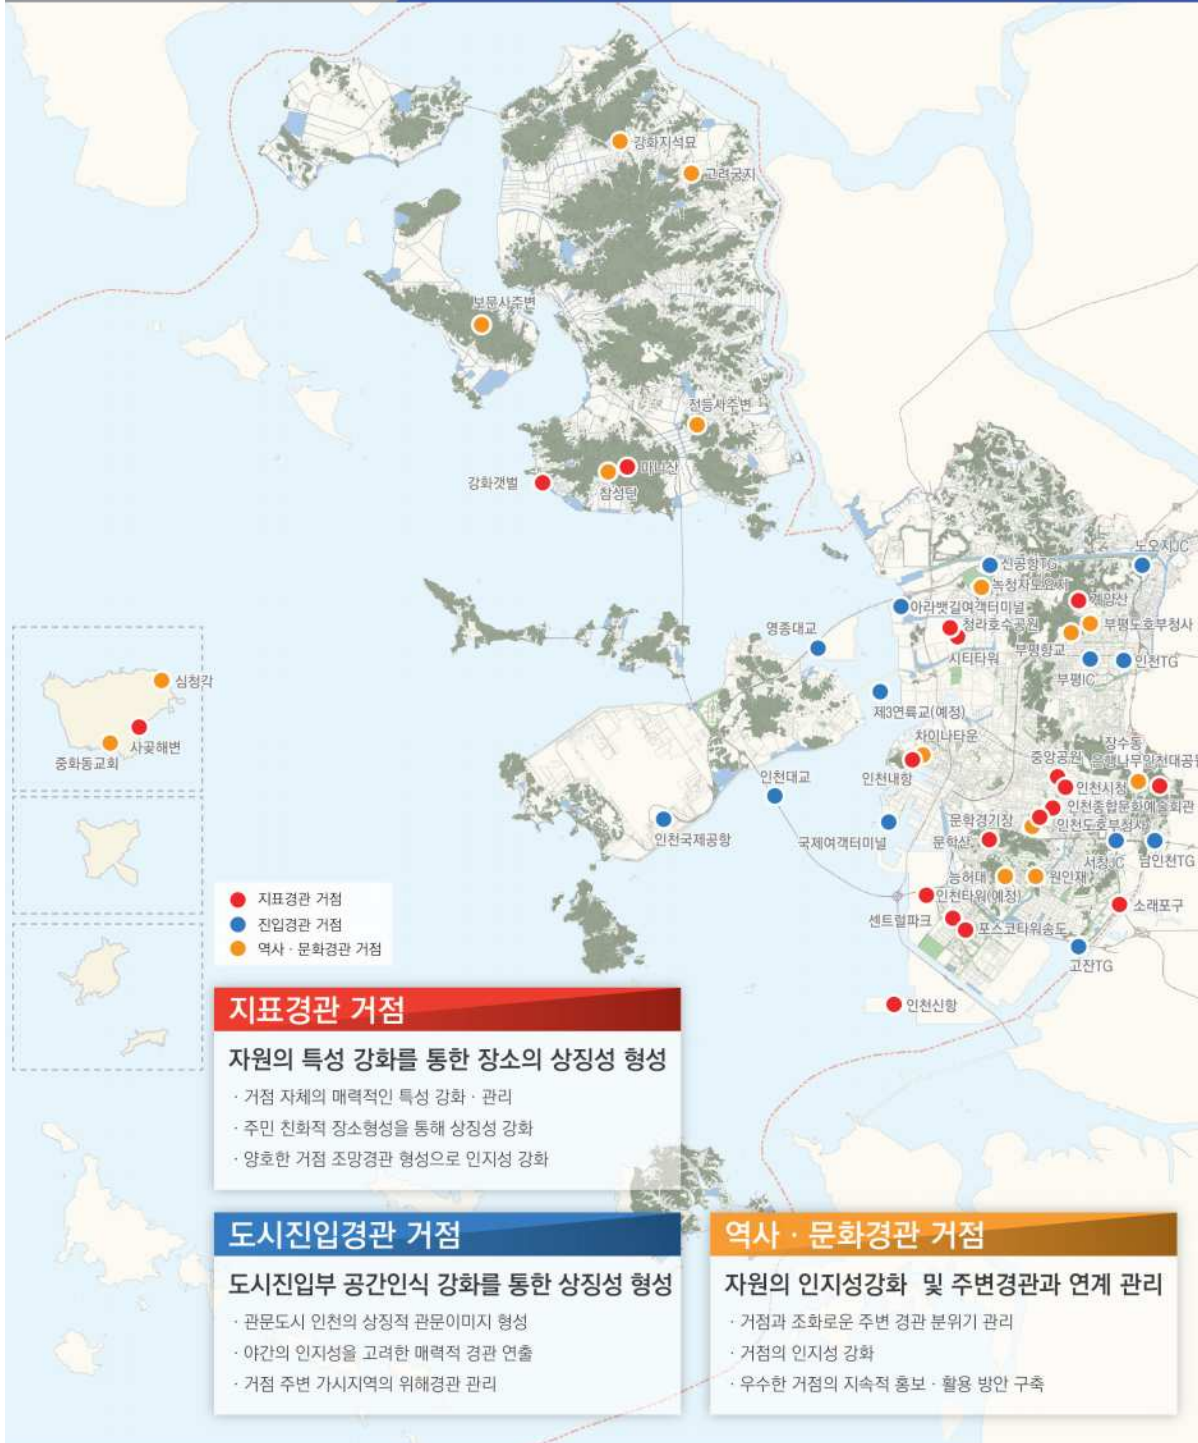 강화지석묘
고려궁지
보문사주변
전등사주변
마니산
강화갯벌
참성단
노오지JC
신공항TG
녹청자도요지
계양산
아라뱃길여객터미널
청라호수공원
부평도호부청사
영종대교
부평향교
시티타워
부평IC
인천TG
심청각
제3연륙교(예정)
사곶해변
중화동교회
차이나타운
장수동
은행나무
인천대공원
중앙공원
인천내항
인천대교
인천시청
인천종합문화예술회관
문학경기장
인천도호부청사
인천국제공항
국제여객터미널
문학산
서창JC
남인천TG
능허대
원인재
인천타워(예정)
소래포구
센트럴파크
포스코타워송도
고잔TG
인천신항
지표경관 거점
진입경관 거점
역사 · 문화경관 거점
지표경관 거점
자원의 특성 강화를 통한 장소의 상징성 형성
· 거점 자체의 매력적인 특성 강화 · 관리
· 주민 친화적 장소형성을 통해 상징성 강화
· 양호한 거점 조망경관 형성으로 인지성 강화
도시진입경관 거점
도시진입부 공간인식 강화를 통한 상징성 형성
· 관문도시 인천의 상징적 관문이미지 형성
· 야간의 인지성을 고려한 매력적 경관 연출
· 거점 주변 가시지역의 위해경관 관리
역사 · 문화경관 거점
자원의 인지성강화 및 주변경관과 연계 관리
· 거점과 조화로운 주변 경관 분위기 관리
· 거점의 인지성 강화
· 우수한 거점의 지속적 홍보 · 활용 방안 구축